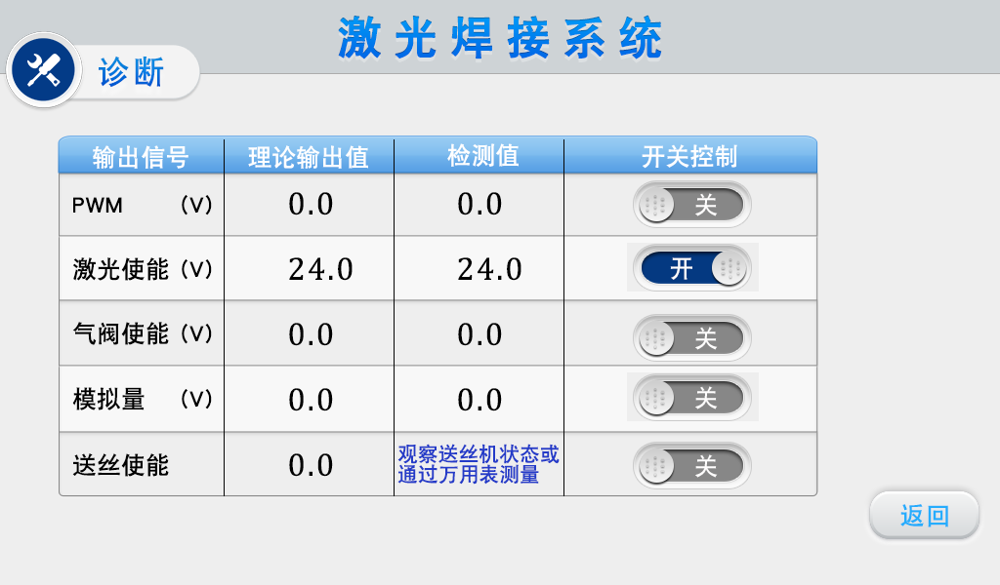 激光焊接系统
诊断
输出信号 理论输出值 检测值 开关控制
PWM (V) 0.0 0.0 关
激光使能 (V) 24.0 24.0 开
气阀使能 (V) 0.0 0.0 关
模拟量 (V) 0.0 0.0 关
送丝使能 0.0 观察送丝机状态或
通过万用表测量 关
返回